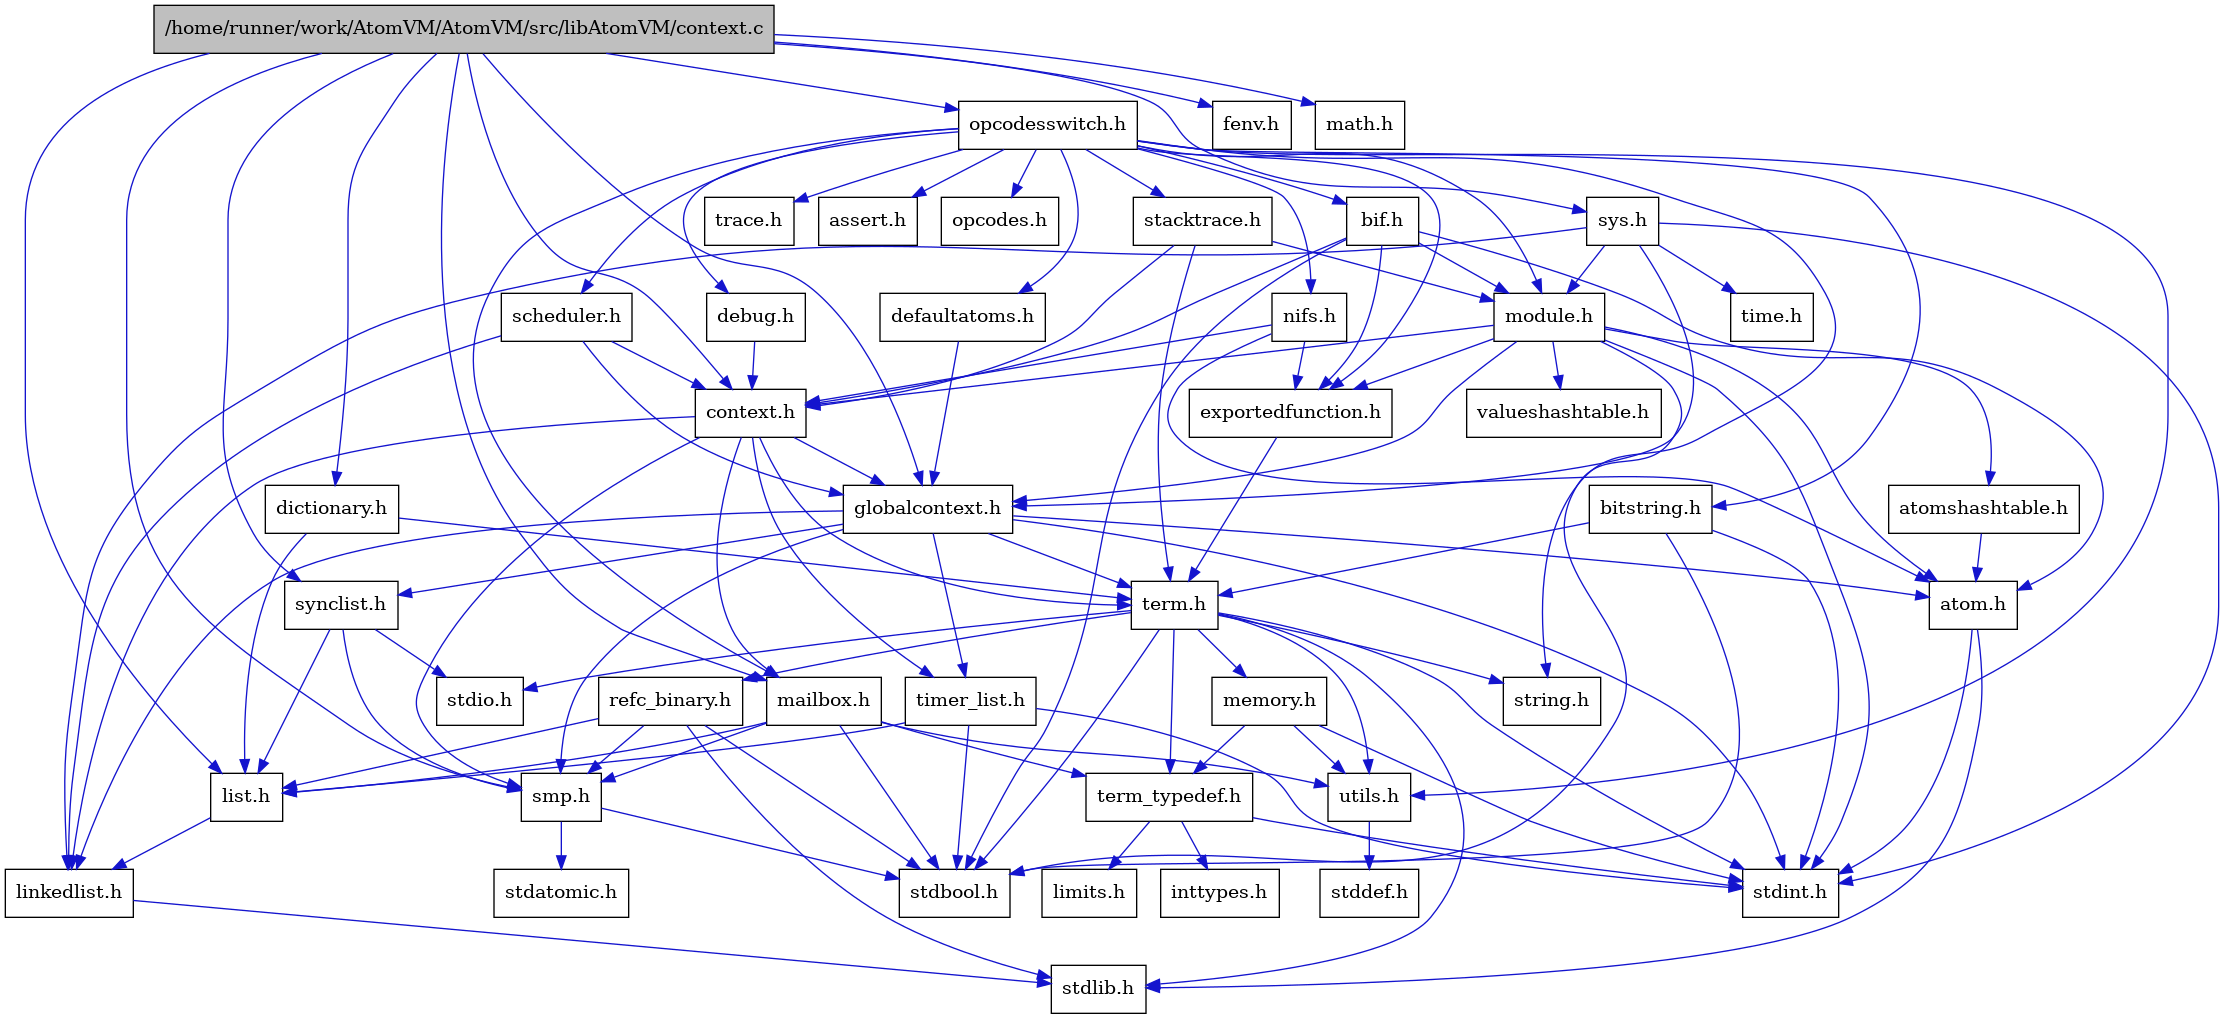 /home/runner/work/AtomVM/AtomVM/src/libAtomVM/context.c
opcodesswitch.h
fenv.h
math.h
trace.h
assert.h
opcodes.h
stacktrace.h
bif.h
sys.h
scheduler.h
debug.h
defaultatoms.h
nifs.h
module.h
time.h
context.h
exportedfunction.h
valueshashtable.h
dictionary.h
globalcontext.h
bitstring.h
atomshashtable.h
synclist.h
term.h
atom.h
stdio.h
refc_binary.h
mailbox.h
timer_list.h
memory.h
string.h
list.h
smp.h
term_typedef.h
utils.h
linkedlist.h
stdatomic.h
stdbool.h
limits.h
inttypes.h
stddef.h
stdint.h
stdlib.h